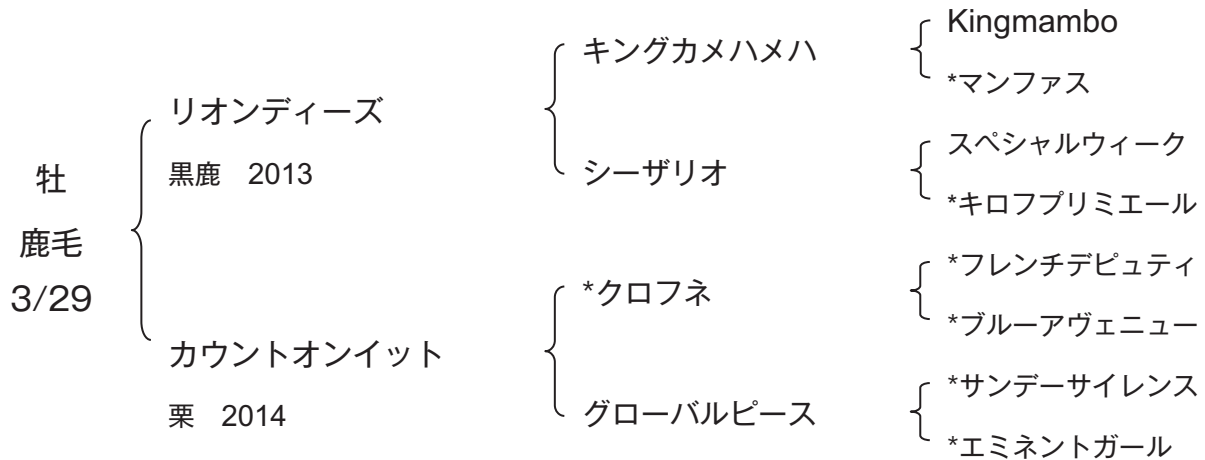 牡
鹿毛
3/29
リオンディーズ
黒鹿　2013
カウントオンイット
栗　2014
キングカメハメハ
シーザリオ
*クロフネ
グローバルピース
Kingmambo
*マンファス
スペシャルウィーク
*キロフプリミエール
*フレンチデピュティ
*ブルーアヴェニュー
*サンデーサイレンス
*エミネントガール